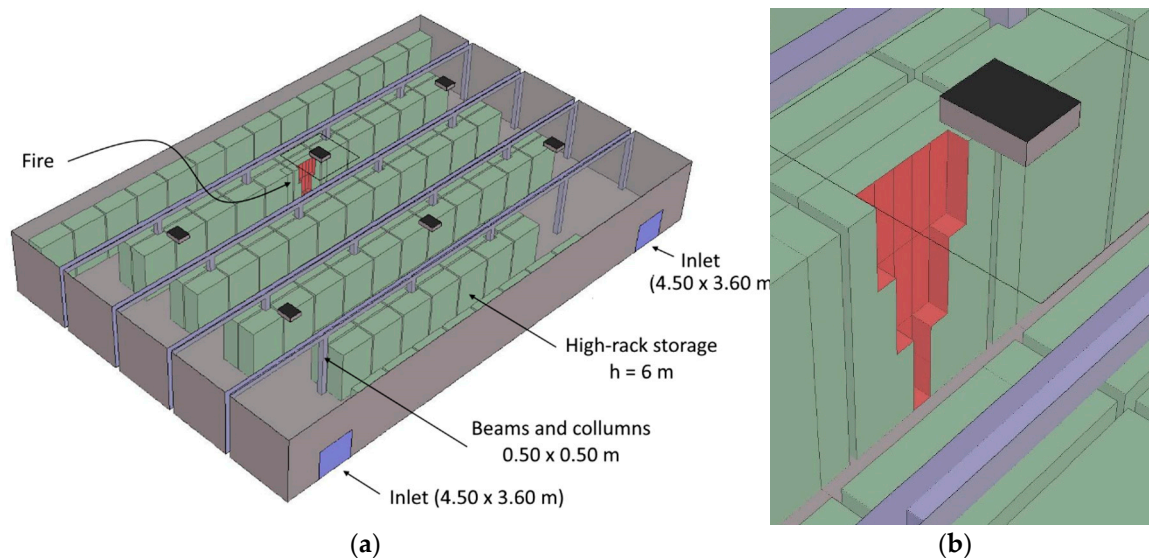 Fire
Inlet
(4.50 x 3.60 m
High-rack storage
h = 6 m
Beams and collumns
0.50 x 0.50 m
Inlet (4.50 x 3.60 m)
(a)
(b)